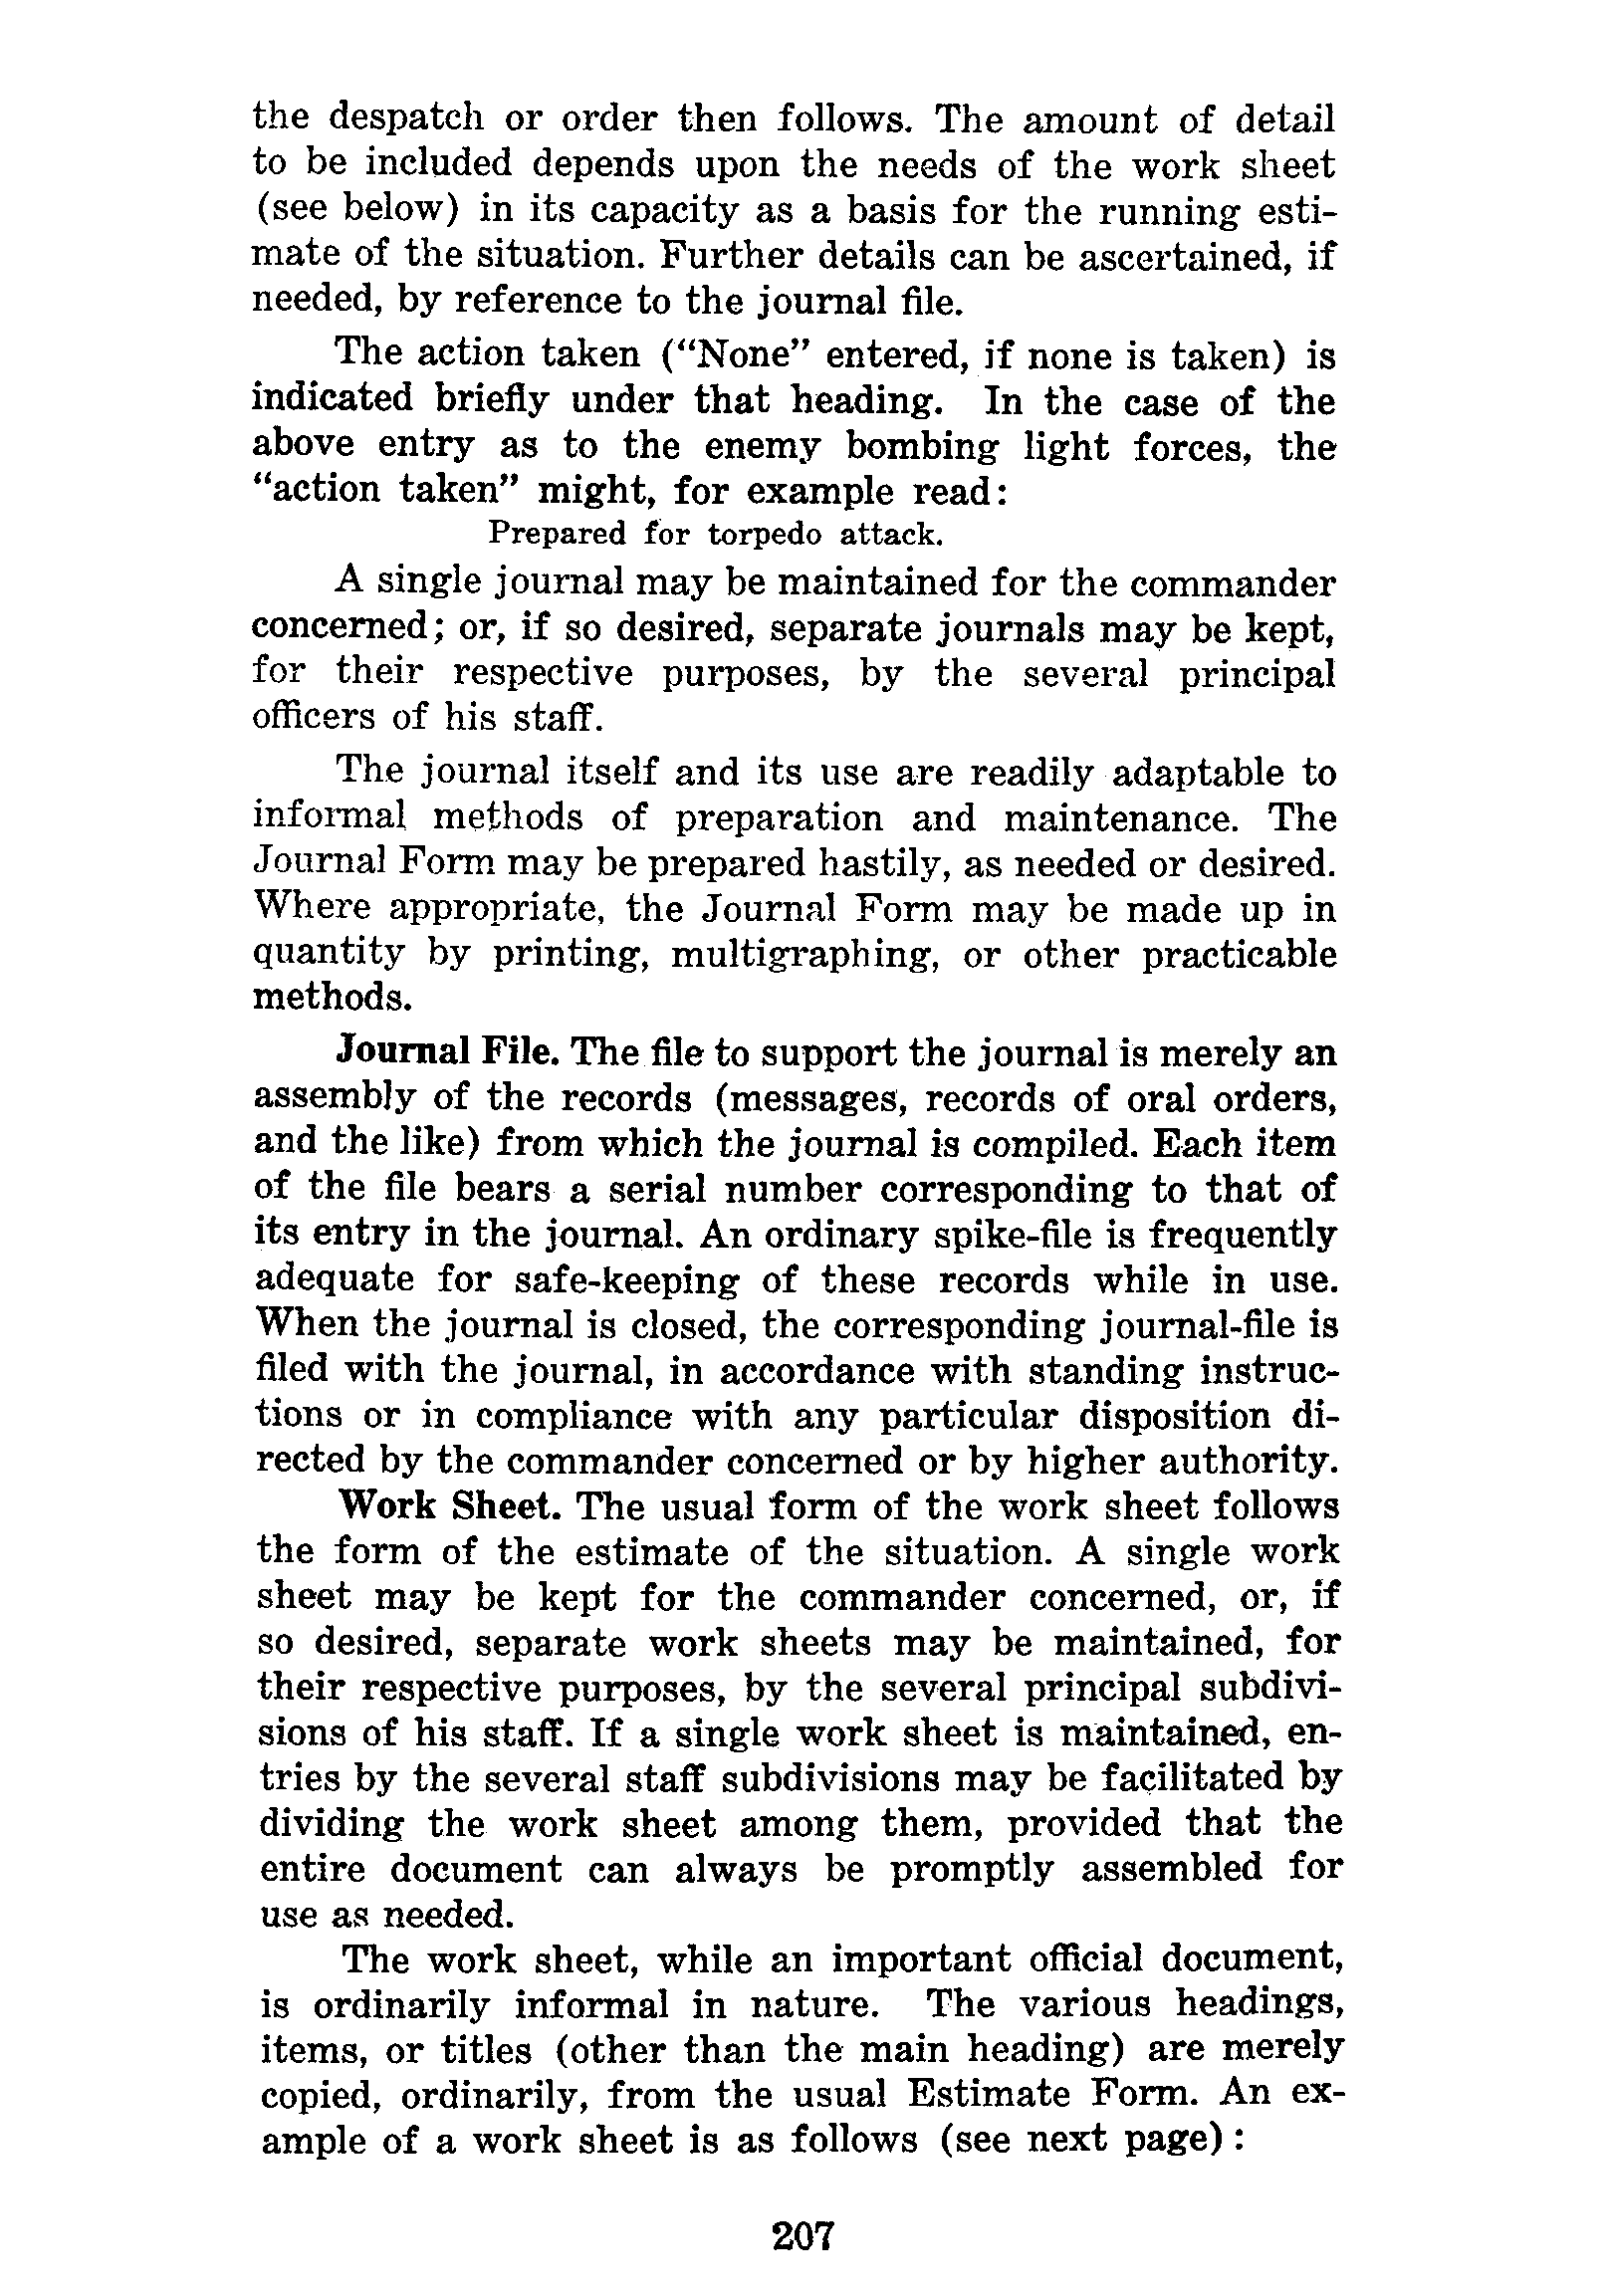 the despatch or order then follows. The amount of detail
to be included depends upon the needs of the work sheet
(see below) in its capacity as a basis for the running esti-
mate of the situation. Further details can be ascertained, if
needed, by reference to the journal file.
The action taken (“None” entered, if none is taken) is
indicated briefly under that heading. In the case of the
above entry as to the enemy bombing light forces, the
“action taken” might, for example read:
Prepared for torpedo attack.
A single journal may be maintained for the commander
concerned; or, if so desired, separate journals may be kept,
for their respective purposes, by the several principal
officers of his staff.
The journal itself and its use are readily adaptable to
informal methods of preparation and maintenance. The
Journal Form may be prepared hastily, as needed or desired.
Where appropriate, the Journal Form may be made up in
quantity by printing, multigraphing, or other practicable
methods.
Journal File. The file to support the journal is merely an
assembly of the records (messages, records of oral orders,
and the like) from which the journal is compiled. Each item
of the file bears a serial number corresponding to that of
its entry in the journal. An ordinary spike-file is frequently
adequate for safe-keeping of these records while in use.
When the journal is closed, the corresponding journal-file is
filed with the journal, in accordance with standing instruc-
tions or in compliance with any particular disposition di-
rected by the commander concerned or by higher authority.
Work Sheet. The usual form of the work sheet follows
the form of the estimate of the situation. A single work
sheet may be kept for the commander concerned, or, if
so desired, separate work sheets may be maintained, for
their respective purposes, by the several principal subdivi-
sions of his staff. If a single work sheet is maintained, en-
tries by the several staff subdivisions may be facilitated by
dividing the work sheet among them, provided that the
entire document can always be promptly assembled for
use as needed.
The work sheet, while an important official document,
is ordinarily informal in nature. The various headings,
items, or titles (other than the main heading) are merely
copied, ordinarily, from the usual Estimate Form. An ex-
ample of a work sheet is as follows (see next page):
207